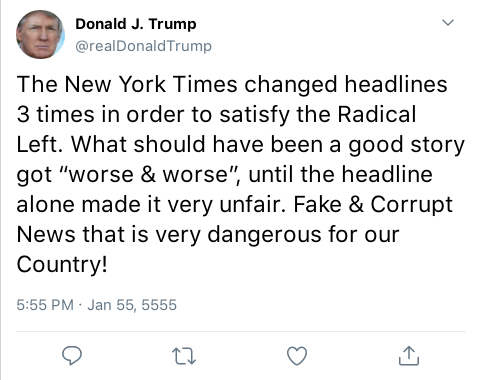 Donald J. Trump
@realDonaldTrump
The New York Times changed headlines
3 times in order to satisfy the Radical
Left. What should have been a good story
got “worse & worse”, until the headline
alone made it very unfair. Fake & Corrupt
News that is very dangerous for our
Country!
5:55 PM · Jan 55, 5555